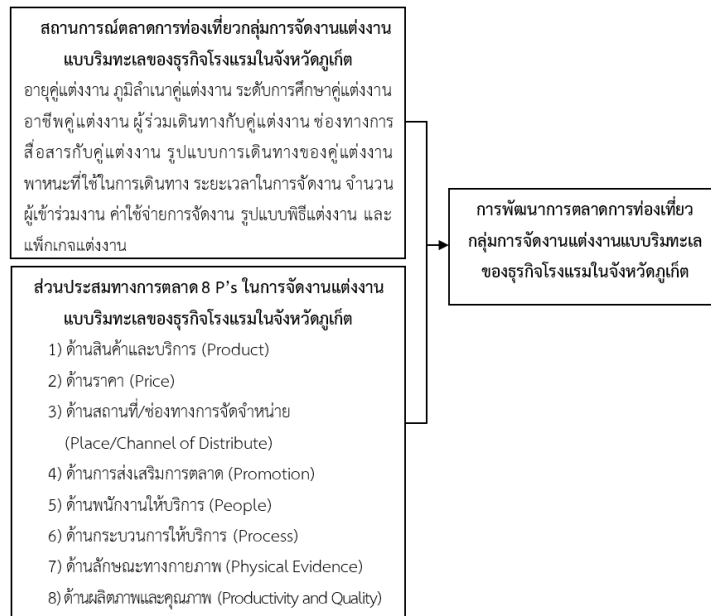 สถานการณ์ตลาดการท่องเที่ยวกลุ่มการจัดงานแต่งงาน
แบบริมทะเลของธุรกิจโรงแรมในจังหวัดภูเก็ต
อายุคู่แต่งงาน ภูมิลำเนาคู่แต่งงาน ระดับการศึกษาคู่แต่งงาน
อาชีพคู่แต่งงาน ผู้ร่วมเดินทางกับคู่แต่งงาน ช่องทางการ
สื่อสารกับคู่แต่งงาน รูปแบบการเดินทางของคู่แต่งงาน
พาหนะที่ใช้ในการเดินทาง ระยะเวลาในการจัดงาน จำนวน
ผู้เข้าร่วมงาน ค่าใช้จ่ายการจัดงาน รูปแบบพิธีแต่งงาน และ
แพ็กเกจแต่งงาน
การพัฒนาการตลาดการท่องเที่ยว
กลุ่มการจัดงานแต่งงานแบบริมทะเล
ของธุรกิจโรงแรมในจังหวัดภูเก็ต
ส่วนประสมทางการตลาด 8 P's ในการจัดงานแต่งงาน
แบบริมทะเลของธุรกิจโรงแรมในจังหวัดภูเก็ต
1) ด้านสินค้าและบริการ (Product)
2) ด้านราคา (Price)
3) ด้านสถานที่/ช่องทางการจัดจำหน่าย
(Place/Channel of Distribute)
4) ด้านการส่งเสริมการตลาด (Promotion)
5) ด้านพนักงานให้บริการ (People)
6) ด้านกระบวนการให้บริการ (Process)
7) ด้านลักษณะทางกายภาพ (Physical Evidence)
8) ด้านผลิตภาพและคุณภาพ (Productivity and Quality)